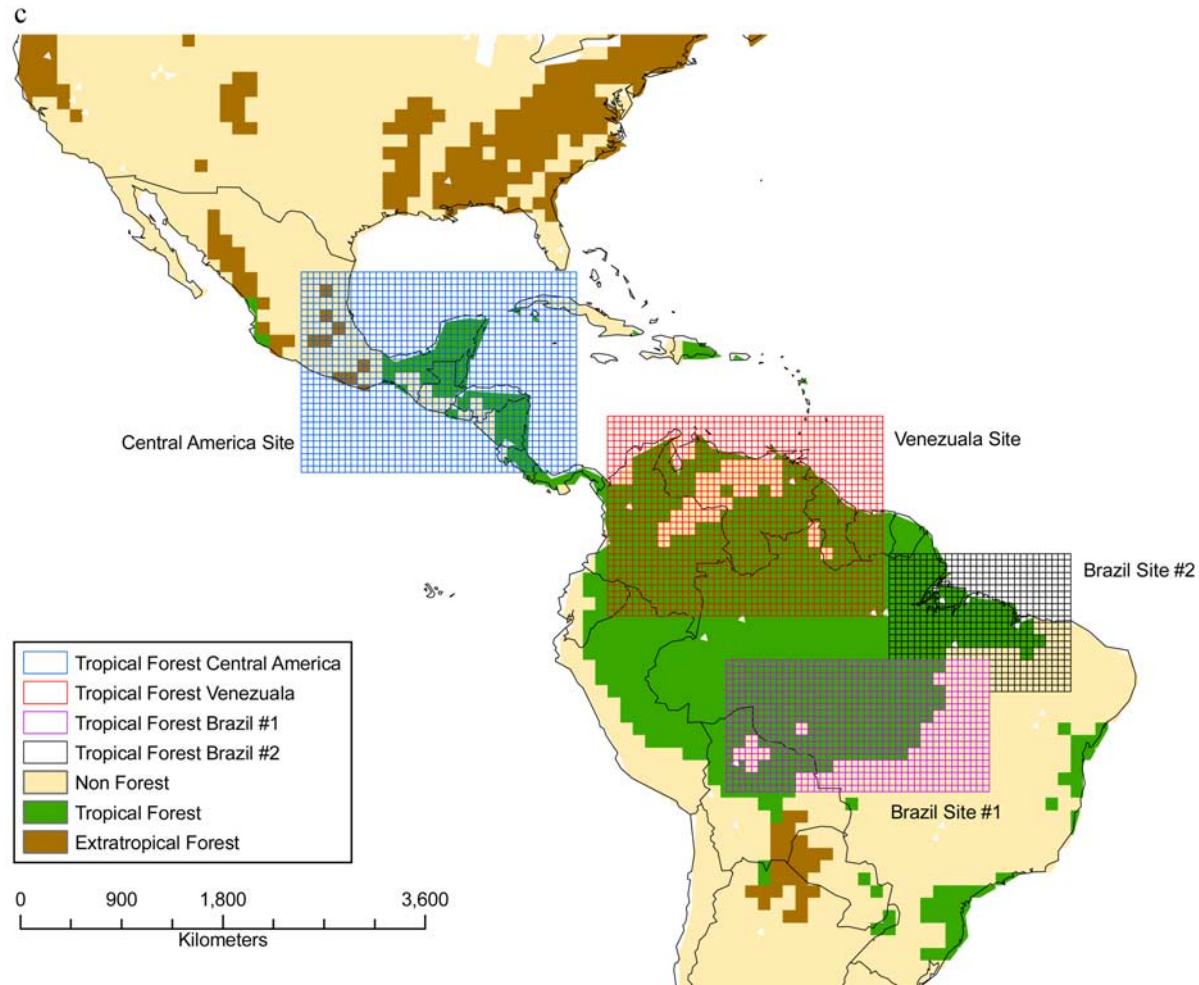 c
Central America Site
Venezuala Site
Brazil Site #2
Brazil Site #1
Tropical Forest Central America
Tropical Forest Venezuala
Tropical Forest Brazil #1
Tropical Forest Brazil #2
Non Forest
Tropical Forest
Extratropical Forest
0 900 1,800 3,600
Kilometers